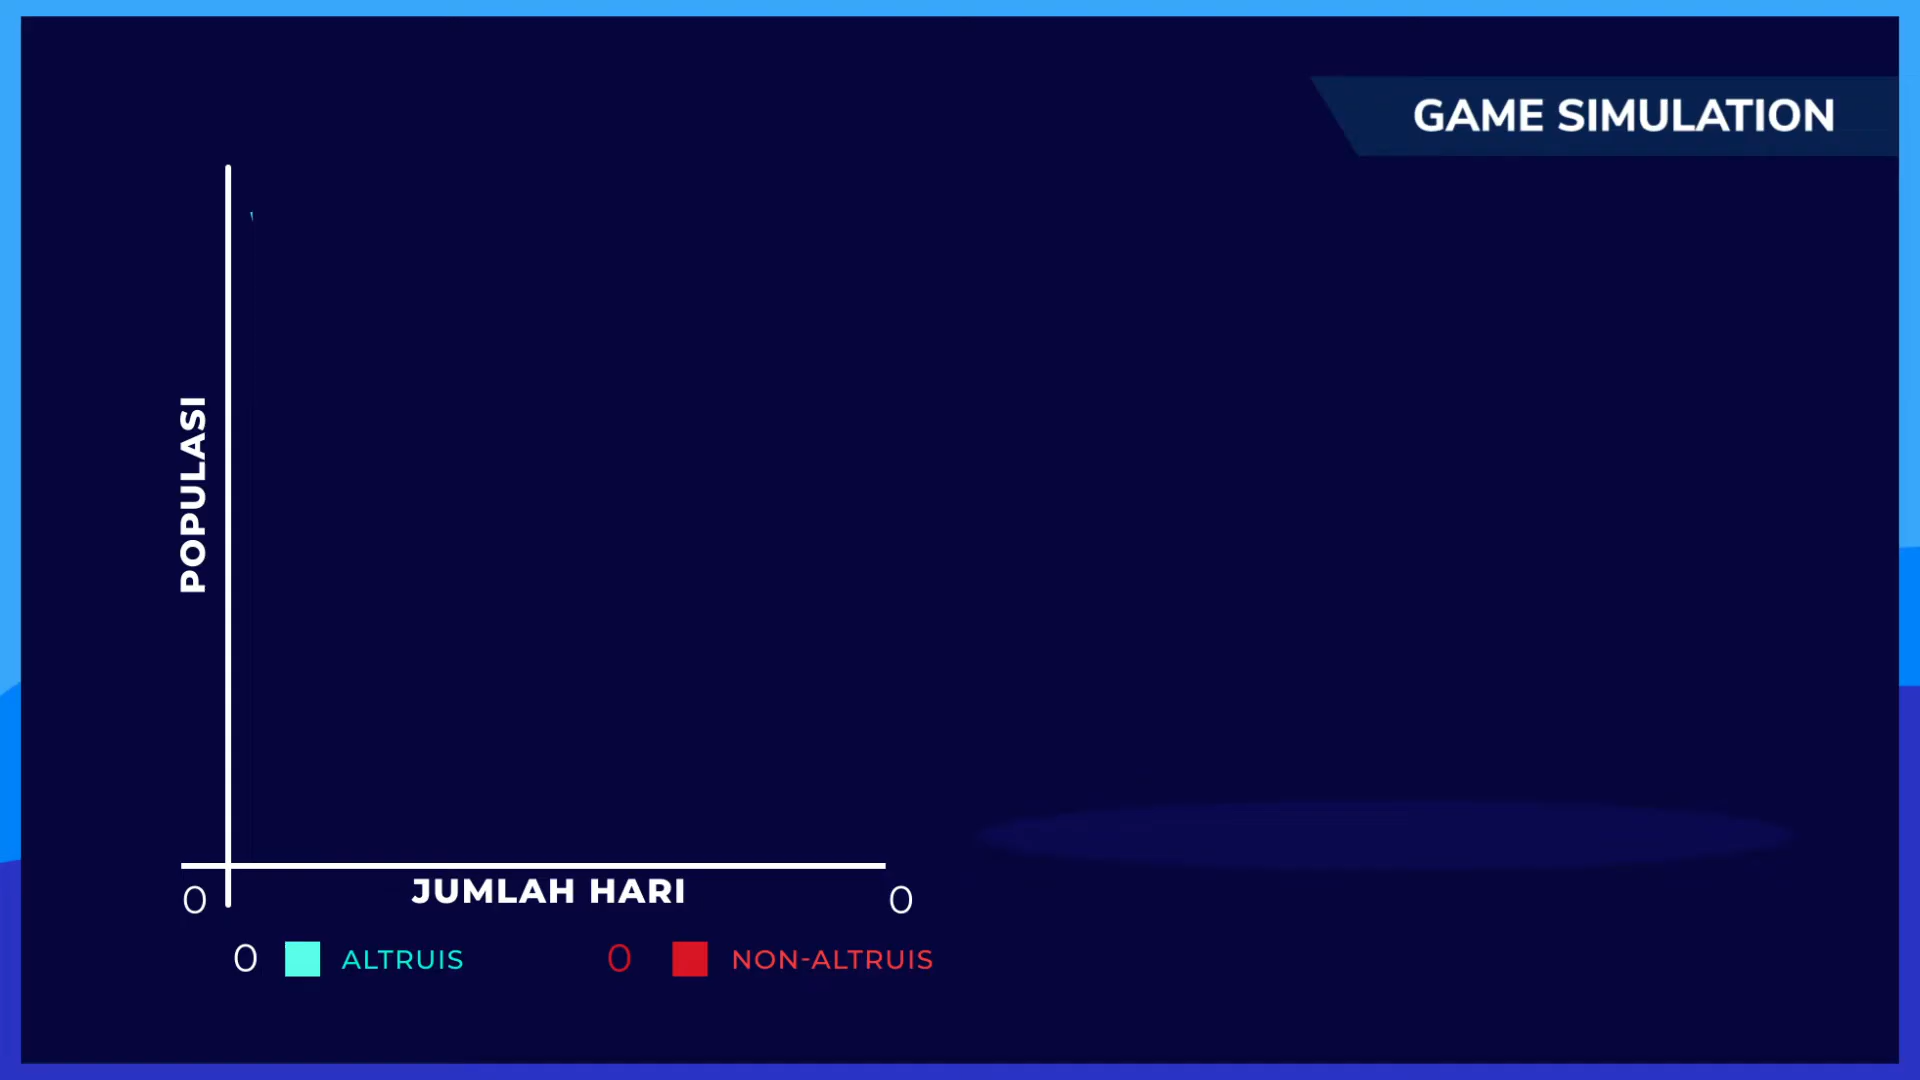 GAME SIMULATION
POPULASI
JUMLAH HARI
0 0
0 ALTRUIS 0 NON-ALTRUIS